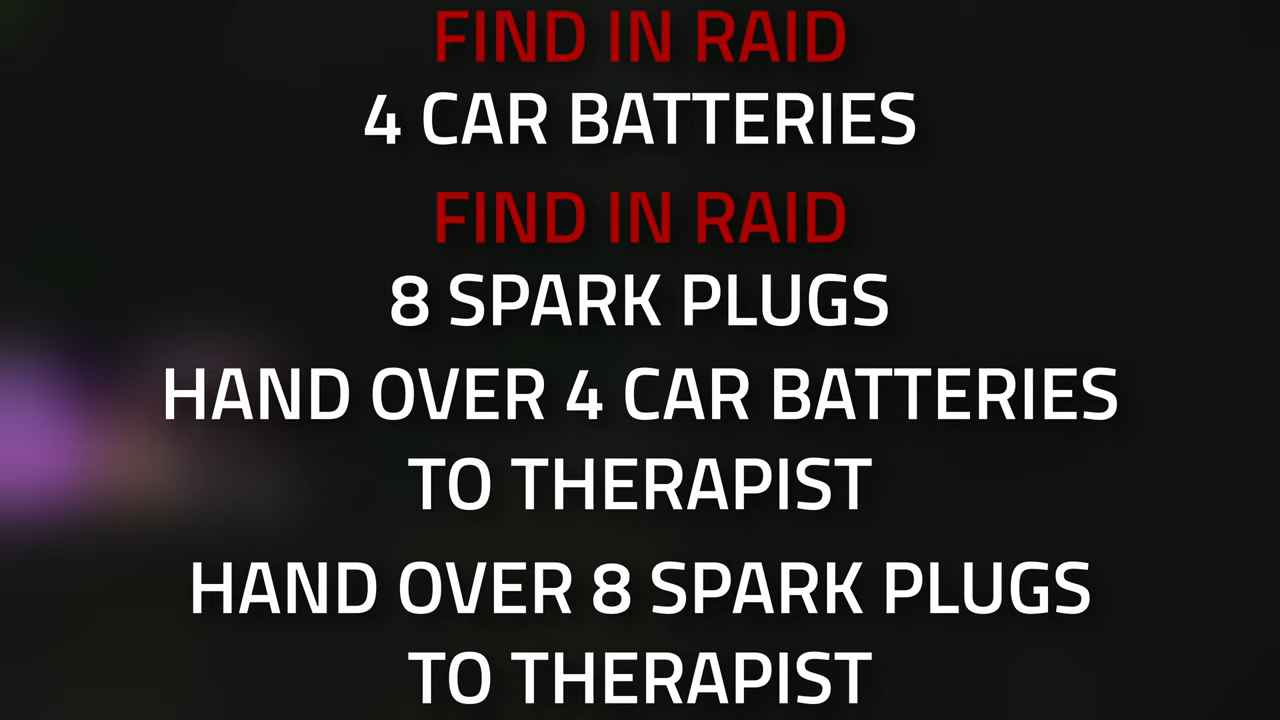 FIND IN RAID
4 CAR BATTERIES
FIND IN RAID
8 SPARK PLUGS
HAND OVER 4 CAR BATTERIES
TO THERAPIST
HAND OVER 8 SPARK PLUGS
TO THERAPIST